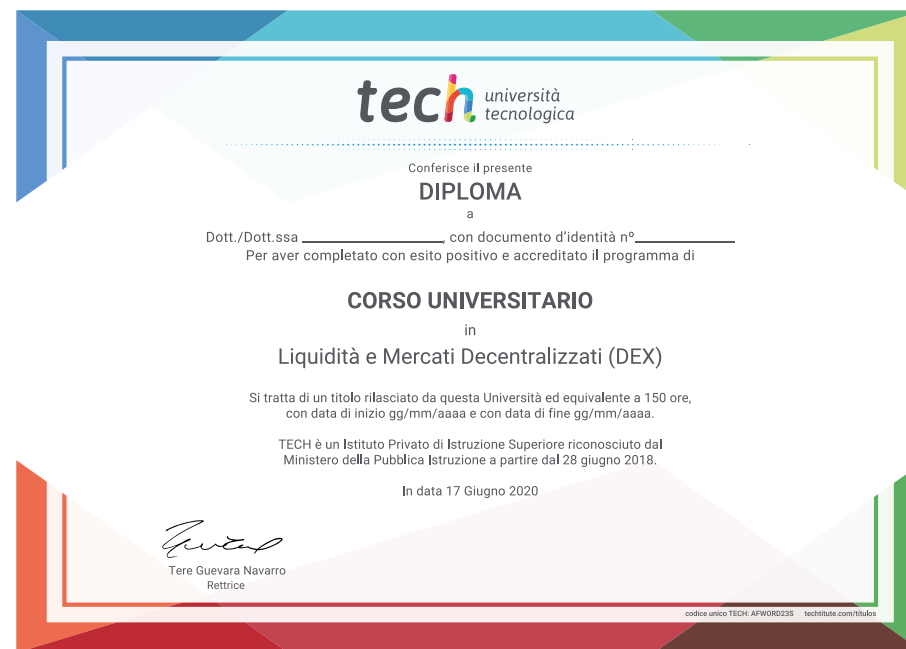 tech università
tecnologica
Conferisce il presente
DIPLOMA
a
Dott./Dott.ssa ________________, con documento d'identità nº____________
Per aver completato con esito positivo e accreditato il programma di
CORSO UNIVERSITARIO
in
Liquidità e Mercati Decentralizzati (DEX)
Si tratta di un titolo rilasciato da questa Università ed equivalente a 150 ore,
con data di inizio gg/mm/aaaa e con data di fine gg/mm/aaaa.
TECH è un Istituto Privato di Istruzione Superiore riconosciuto dal
Ministero della Pubblica Istruzione a partire dal 28 giugno 2018.
In data 17 Giugno 2020
Tere Guevara Navarro
Rettrice
codice unico TECH: AFWORD23S techtitute.com/titulos